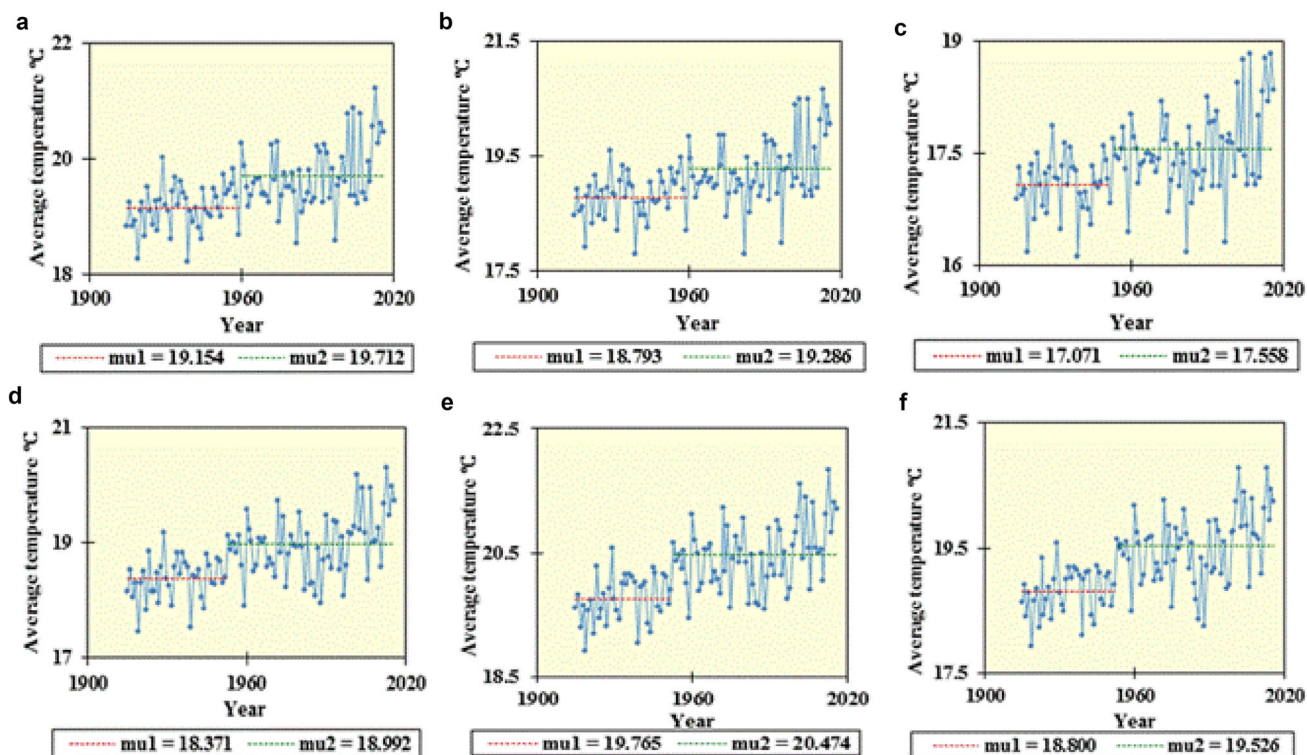 a
Average temperature ℃
22
20
18
1900
1960
2020
Year
mu1 = 19.154 mu2 = 19.712
b
Average temperature ℃
21.5
19.5
17.5
1900
1960
2020
Year
mu1 = 18.793 mu2 = 19.286
c
Average temperature ℃
19
17.5
16
1900
1960
2020
Year
mu1 = 17.071 mu2 = 17.558
d
Average temperature ℃
21
19
17
1900
1960
2020
Year
mu1 = 18.371 mu2 = 18.992
e
Average temperature ℃
22.5
20.5
18.5
1900
1960
2020
Year
mu1 = 19.765 mu2 = 20.474
f
Average temperature ℃
21.5
19.5
17.5
1900
1960
2020
Year
mu1 = 18.800 mu2 = 19.526